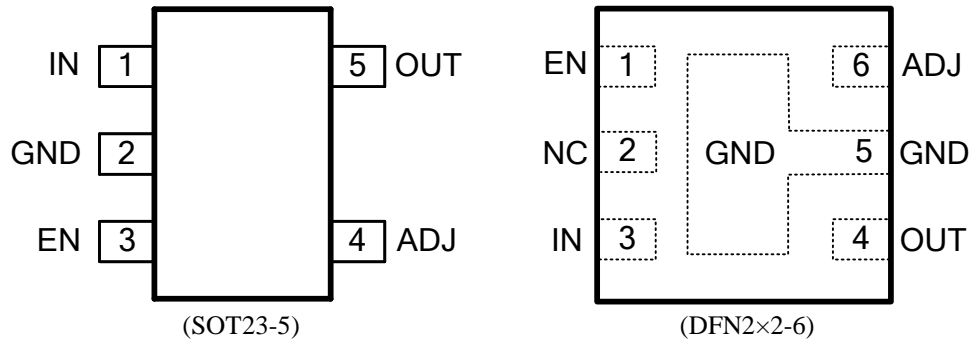 IN 1 5 OUT
GND 2
EN 3 4 ADJ
(SOT23-5)
EN 1 6 ADJ
NC 2 GND 5 GND
IN 3 4 OUT
(DFN2×2-6)